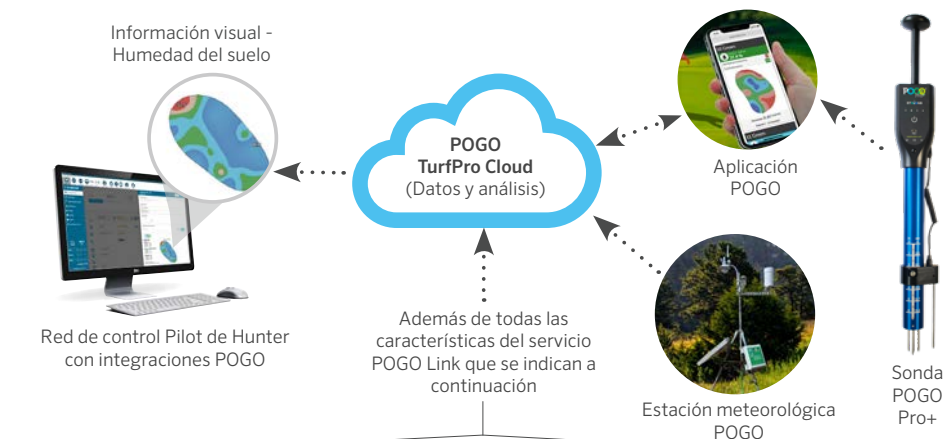 Información visual -
Humedad del suelo
POGO
TurfPro Cloud
(Datos y análisis)
Aplicación
POGO
Red de control Pilot de Hunter
con integraciones POGO
Además de todas las
características del servicio
POGO Link que se indican a
continuación
Estación meteorológica
POGO
POGO
Sonda
POGO
Pro+